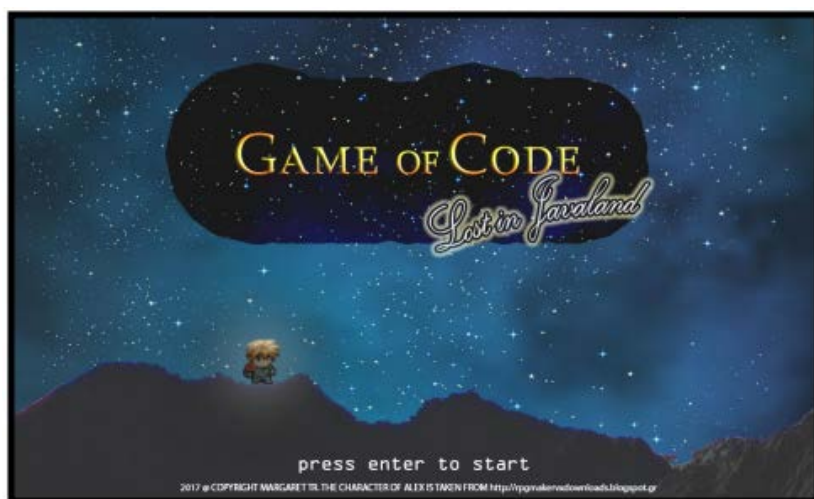 GAME OF CODE
Lost in Javaland
press enter to start
2017 @ COPYRIGHT MARGARET TR. THE CHARACTER OF ALEX IS TAKEN FROM http://rpgmakervxdownloads.blogspot.gr